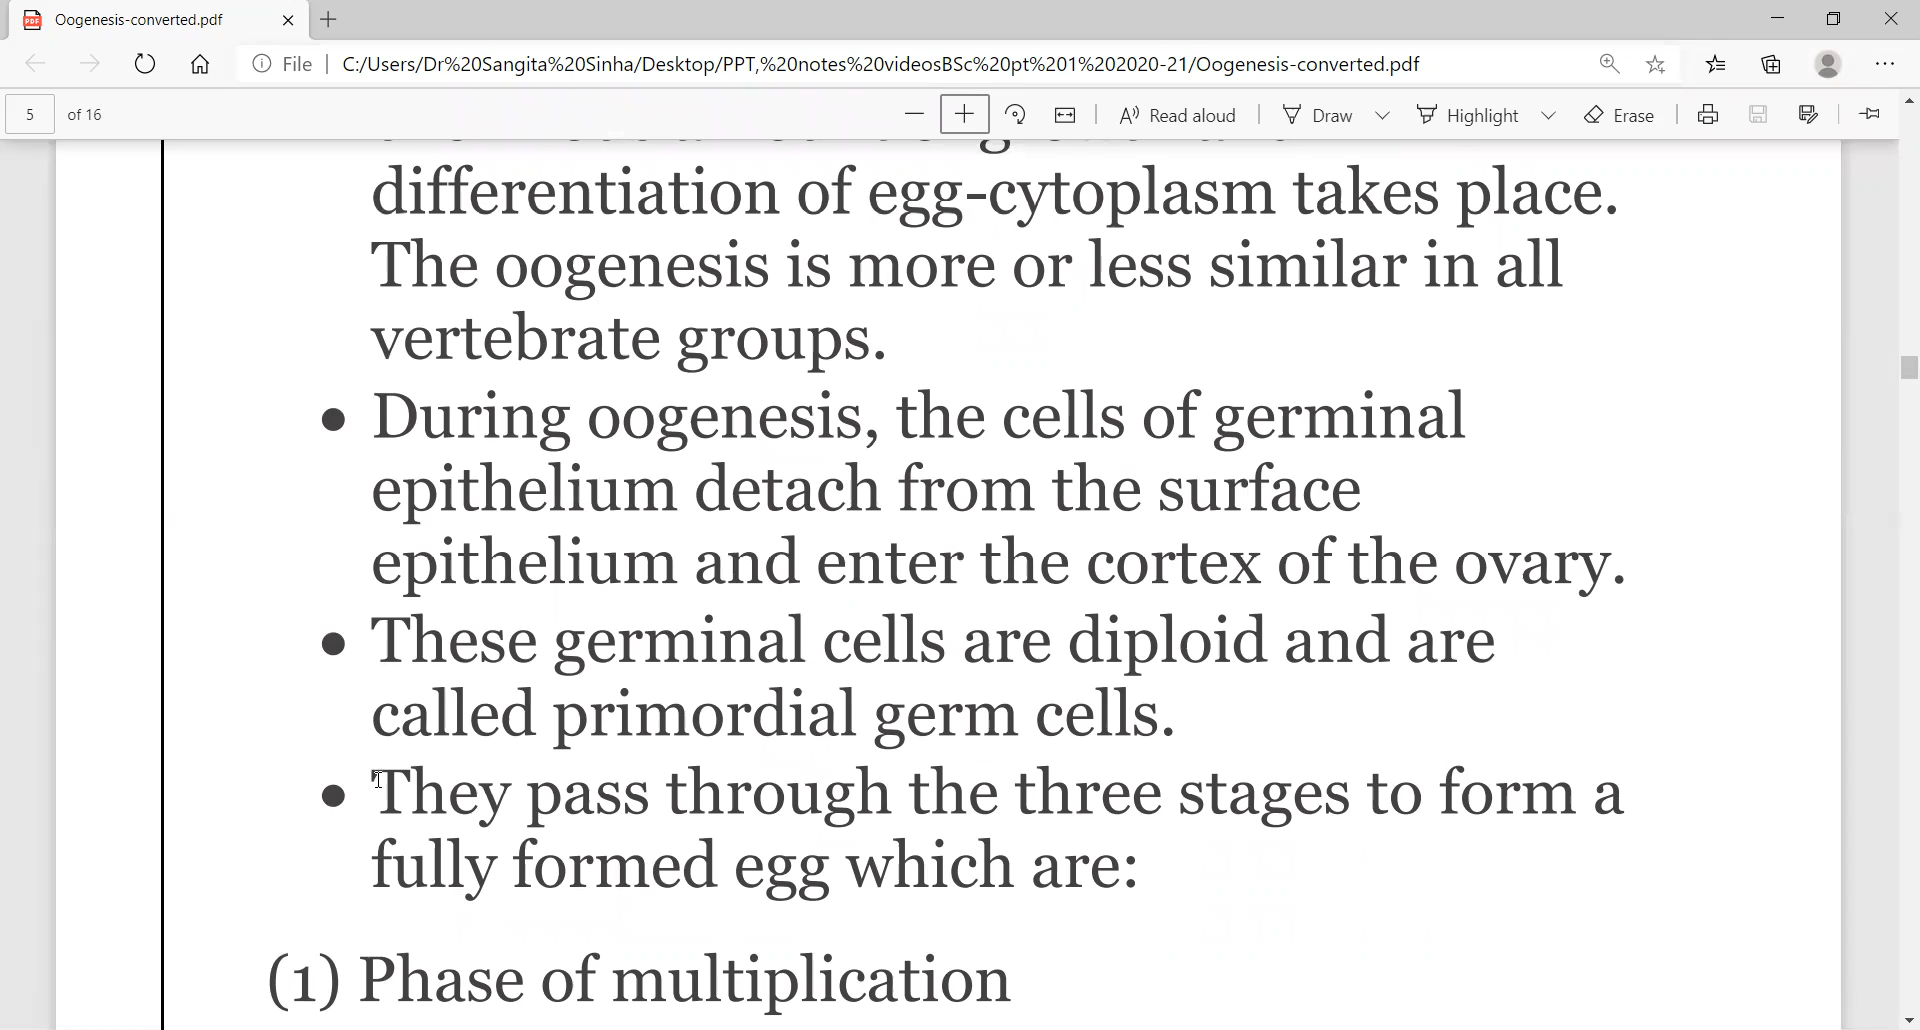 Oogenesis-converted.pdf
File
C:/Users/Dr%20Sangita%20Sinha/Desktop/PPT,%20notes%20videosBSc%20pt%201%202020-21/Oogenesis-converted.pdf
5 of 16
Read aloud
Draw
Highlight
Erase
differentiation of egg-cytoplasm takes place.
The oogenesis is more or less similar in all
vertebrate groups.
• During oogenesis, the cells of germinal
epithelium detach from the surface
epithelium and enter the cortex of the ovary.
• These germinal cells are diploid and are
called primordial germ cells.
• They pass through the three stages to form a
fully formed egg which are:
(1) Phase of multiplication